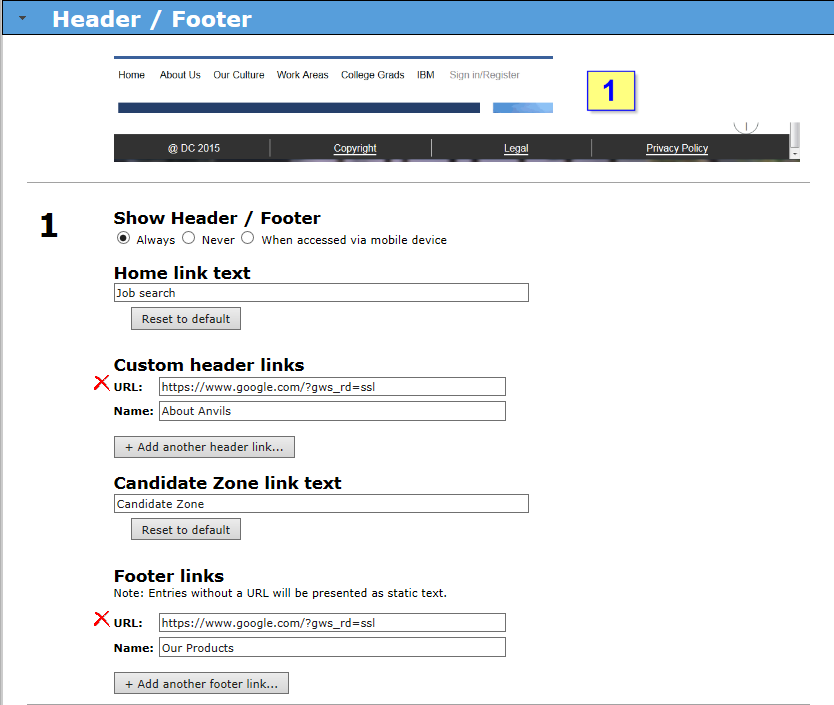 Header / Footer
Home About Us Our Culture Work Areas College Grads IBM Sign in/Register
1
@ DC 2015 Copyright Legal Privacy Policy
1
Show Header / Footer
Always Never When accessed via mobile device
Home link text
Job search
Reset to default
Custom header links
URL: https://www.google.com/?gws_rd=ssl
Name: About Anvils
+ Add another header link...
Candidate Zone link text
Candidate Zone
Reset to default
Footer links
Note: Entries without a URL will be presented as static text.
URL: https://www.google.com/?gws_rd=ssl
Name: Our Products
+ Add another footer link...